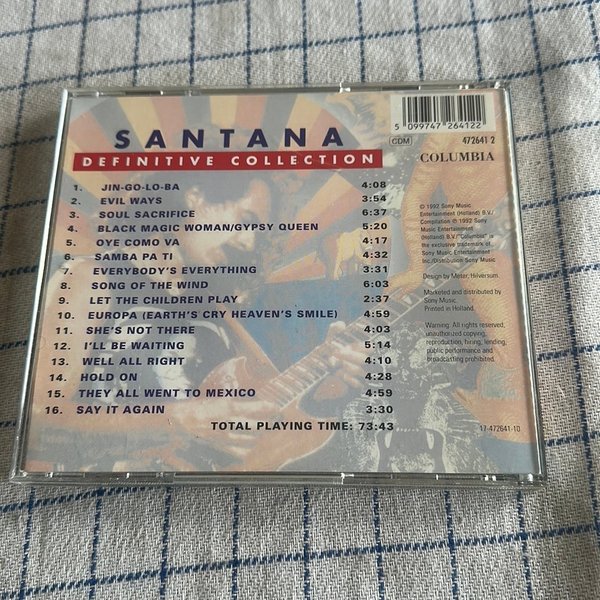 SANTANA
DEFINITIVE COLLECTION
5 099747 264122
CDM
472641 2
COLUMBIA
1. JIN-GO-LO-BA 4:08
2. EVIL WAYS 3:54
3. SOUL SACRIFICE 6:37
4. BLACK MAGIC WOMAN/GYPSY QUEEN 5:20
5. OYE COMO VA 4:17
6. SAMBA PA TI 4:32
7. EVERYBODY'S EVERYTHING 3:31
8. SONG OF THE WIND 6:03
9. LET THE CHILDREN PLAY 2:37
10. EUROPA (EARTH'S CRY HEAVEN'S SMILE) 4:59
11. SHE'S NOT THERE 4:03
12. I'LL BE WAITING 5:14
13. WELL ALL RIGHT 4:10
14. HOLD ON 4:28
15. THEY ALL WENT TO MEXICO 4:59
16. SAY IT AGAIN 3:30
TOTAL PLAYING TIME: 73:43
℗ 1992 Sony Music
Entertainment (Holland) B.V./
Compilation ℗ 1992 Sony
Music Entertainment
(Holland) B.V/"Columbia" is
the exclusive trademark of
Sony Music Entertainment
Inc./Distribution Sony Music
Design by Meter, Hilversum.
Marketed and distributed by
Sony Music.
Printed in Holland.
Warning: All rights reserved,
unauthorized copying,
reproduction, hiring, lending,
public performance and
broadcasting prohibited.
17-472641-10